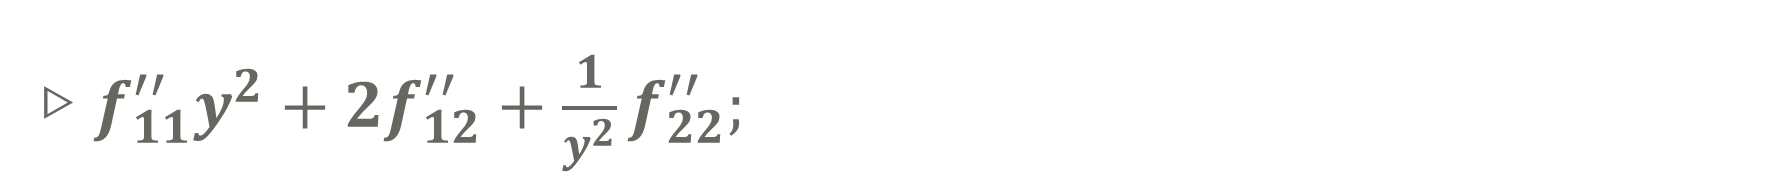 ▷ f″₁₁y² + 2f″₁₂ + 1/y² f″₂₂;